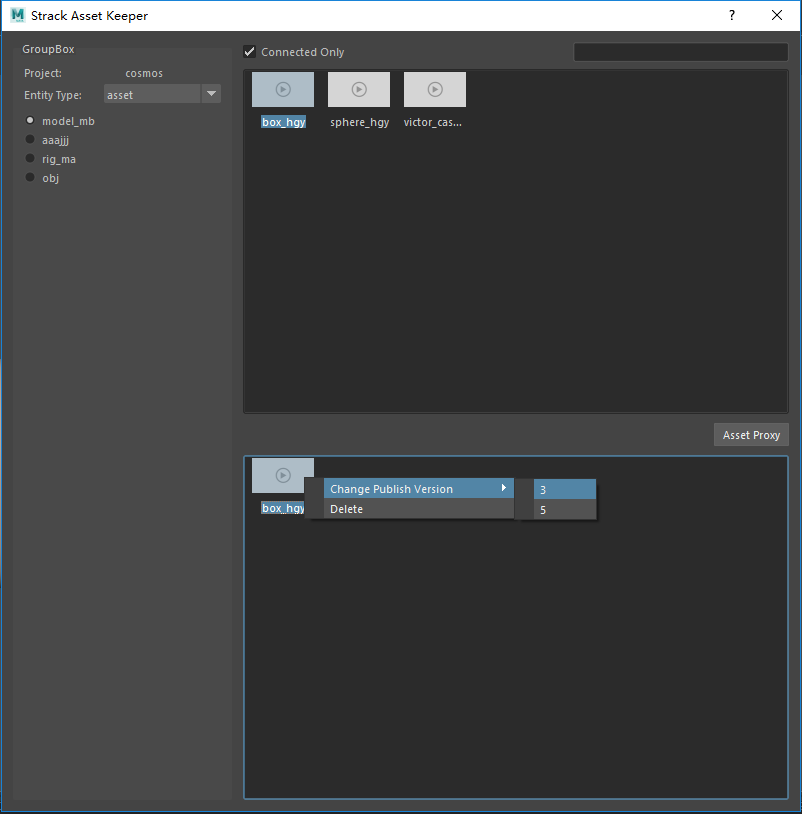 Strack Asset Keeper
GroupBox
Project: cosmos
Entity Type: asset
model_mb
aaajjj
rig_ma
obj
Connected Only
box_hgy
sphere_hgy
victor_cas...
Asset Proxy
box_hgy
Change Publish Version
Delete
3
5